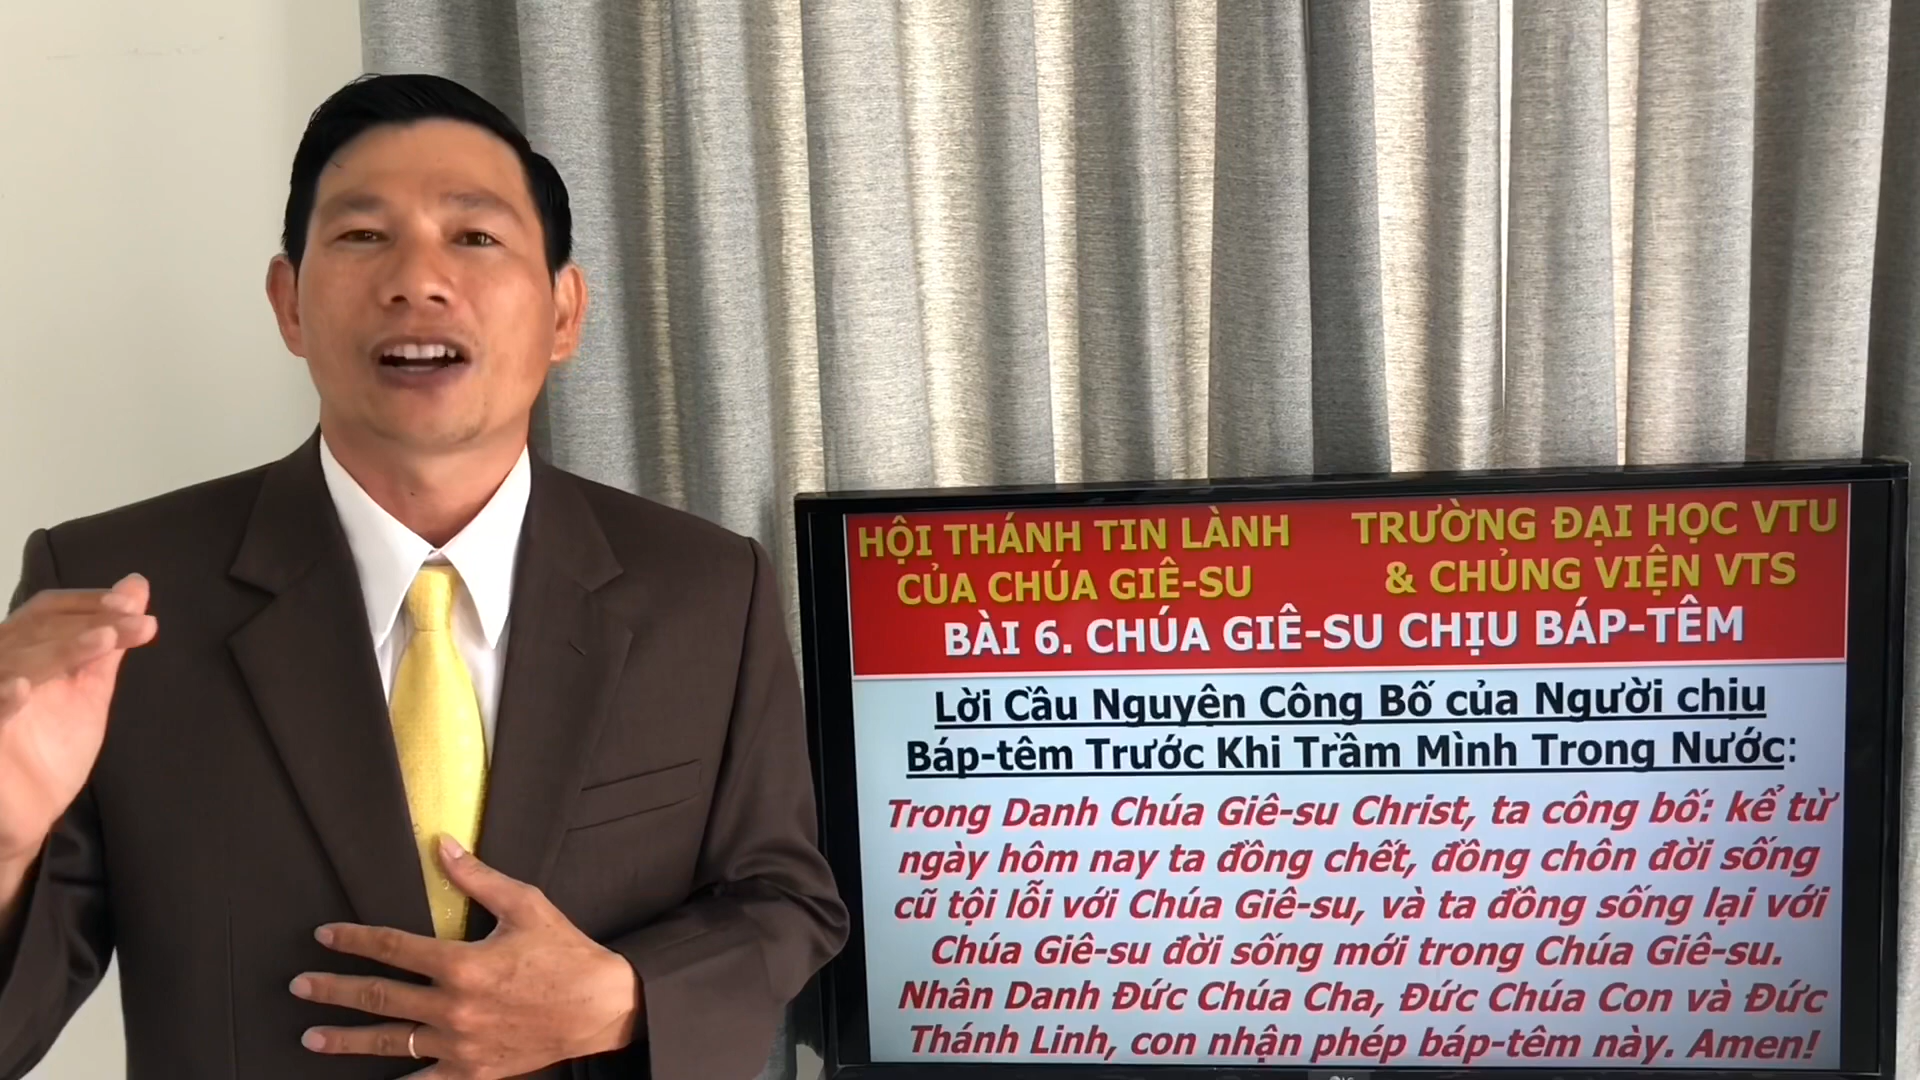 HỘI THÁNH TIN LÀNH
CỦA CHÚA GIÊ-SU
TRƯỜNG ĐẠI HỌC VTU
& CHỦNG VIỆN VTS
BÀI 6. CHÚA GIÊ-SU CHỊU BÁP-TÊM
Lời Cầu Nguyện Công Bố của Người chịu
Báp-têm Trước Khi Trầm Mình Trong Nước:
Trong Danh Chúa Giê-su Christ, ta công bố: kể từ
ngày hôm nay ta đồng chết, đồng chôn đời sống
cũ tội lỗi với Chúa Giê-su, và ta đồng sống lại với
Chúa Giê-su đời sống mới trong Chúa Giê-su.
Nhân Danh Đức Chúa Cha, Đức Chúa Con và Đức
Thánh Linh, con nhận phép báp-têm này. Amen!